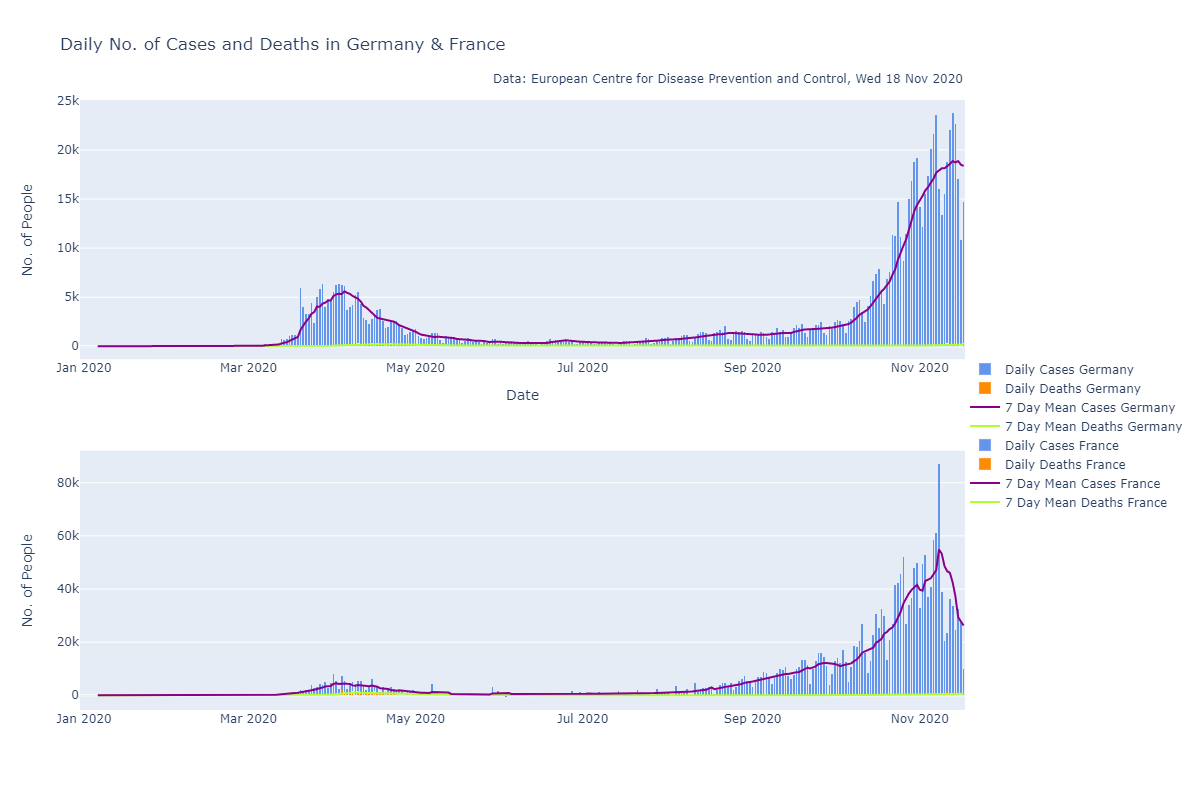 Daily No. of Cases and Deaths in Germany & France
Data: European Centre for Disease Prevention and Control, Wed 18 Nov 2020
25k
20k
15k
10k
5k
0
No. of People
Jan 2020 Mar 2020 May 2020 Jul 2020 Sep 2020 Nov 2020
Date
Daily Cases Germany
Daily Deaths Germany
7 Day Mean Cases Germany
7 Day Mean Deaths Germany
Daily Cases France
Daily Deaths France
7 Day Mean Cases France
7 Day Mean Deaths France
80k
60k
40k
20k
0
No. of People
Jan 2020 Mar 2020 May 2020 Jul 2020 Sep 2020 Nov 2020